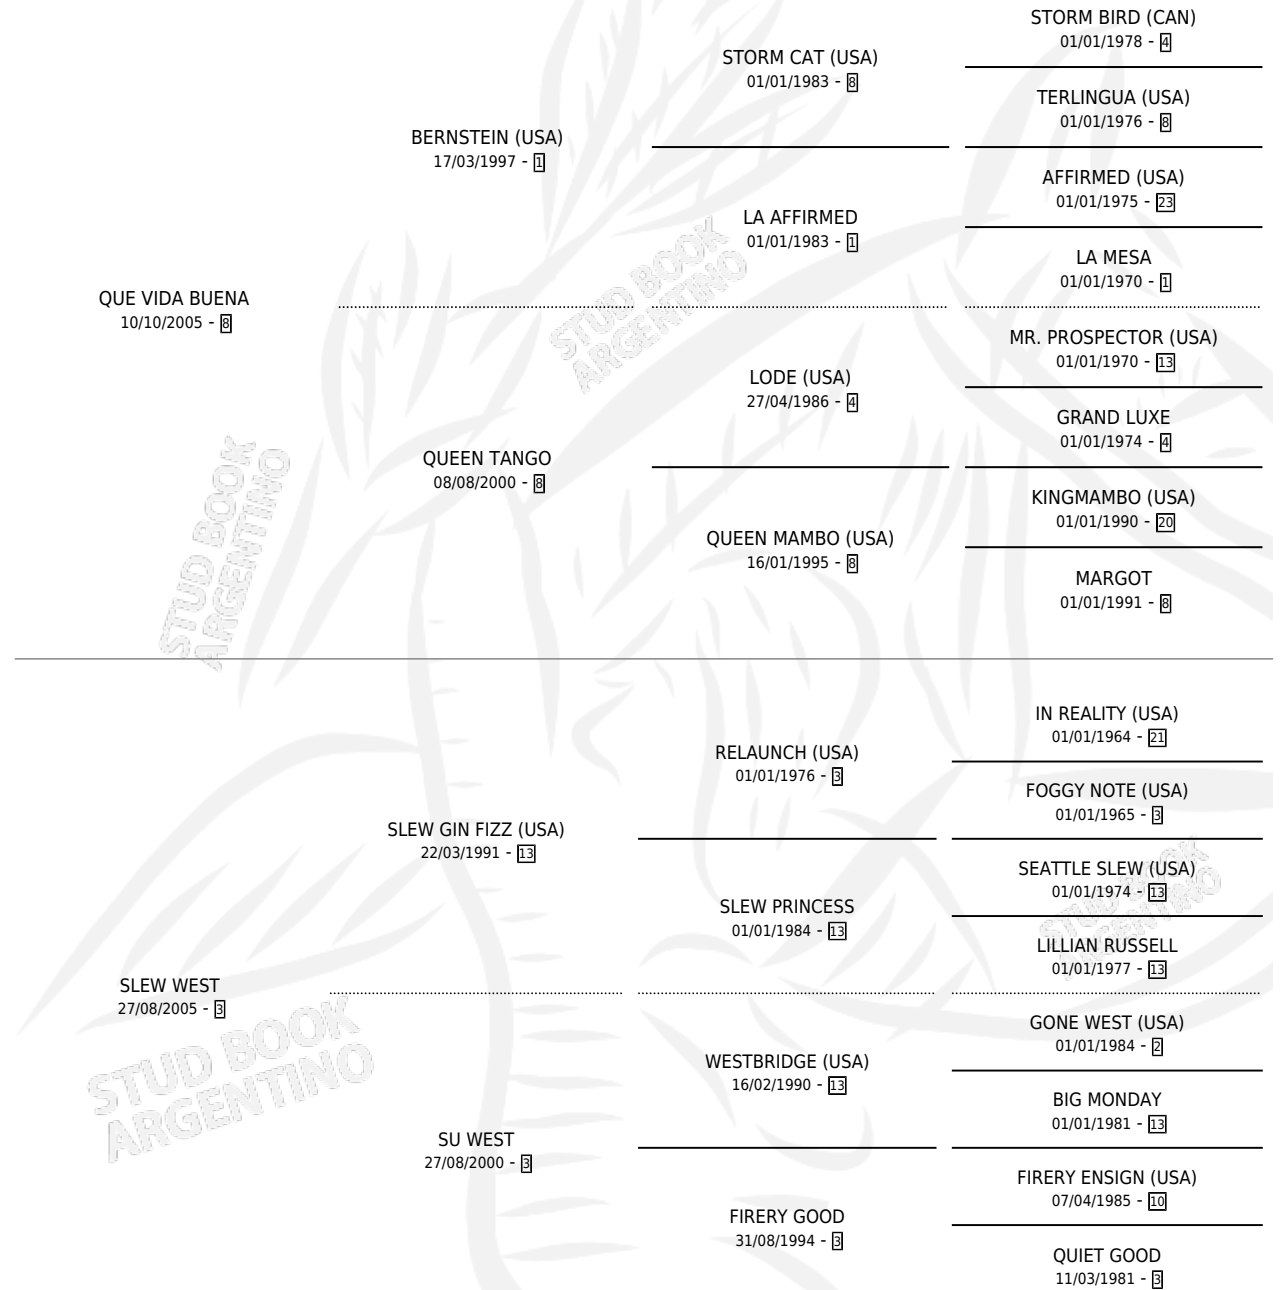 STORM BIRD (CAN)
01/01/1978 - 4
STORM CAT (USA)
01/01/1983 - 8
TERLINGUA (USA)
01/01/1976 - 8
BERNSTEIN (USA)
17/03/1997 - 1
AFFIRMED (USA)
01/01/1975 - 23
LA AFFIRMED
01/01/1983 - 1
LA MESA
01/01/1970 - 1
QUE VIDA BUENA
10/10/2005 - 8
MR. PROSPECTOR (USA)
01/01/1970 - 13
LODE (USA)
27/04/1986 - 4
GRAND LUXE
01/01/1974 - 4
QUEEN TANGO
08/08/2000 - 8
KINGMAMBO (USA)
01/01/1990 - 20
QUEEN MAMBO (USA)
16/01/1995 - 8
MARGOT
01/01/1991 - 8
STUD BOOK
ARGENTINO
STUD BOOK
ARGENTINO
IN REALITY (USA)
01/01/1964 - 21
RELAUNCH (USA)
01/01/1976 - 3
FOGGY NOTE (USA)
01/01/1965 - 3
SLEW GIN FIZZ (USA)
22/03/1991 - 13
SEATTLE SLEW (USA)
01/01/1974 - 13
SLEW PRINCESS
01/01/1984 - 13
LILLIAN RUSSELL
01/01/1977 - 13
SLEW WEST
27/08/2005 - 3
GONE WEST (USA)
01/01/1984 - 2
WESTBRIDGE (USA)
16/02/1990 - 13
BIG MONDAY
01/01/1981 - 13
SU WEST
27/08/2000 - 3
FIRERY ENSIGN (USA)
07/04/1985 - 10
FIRERY GOOD
31/08/1994 - 3
QUIET GOOD
11/03/1981 - 3
STUD BOOK
ARGENTINO
STUD BOOK
ARGENTINO